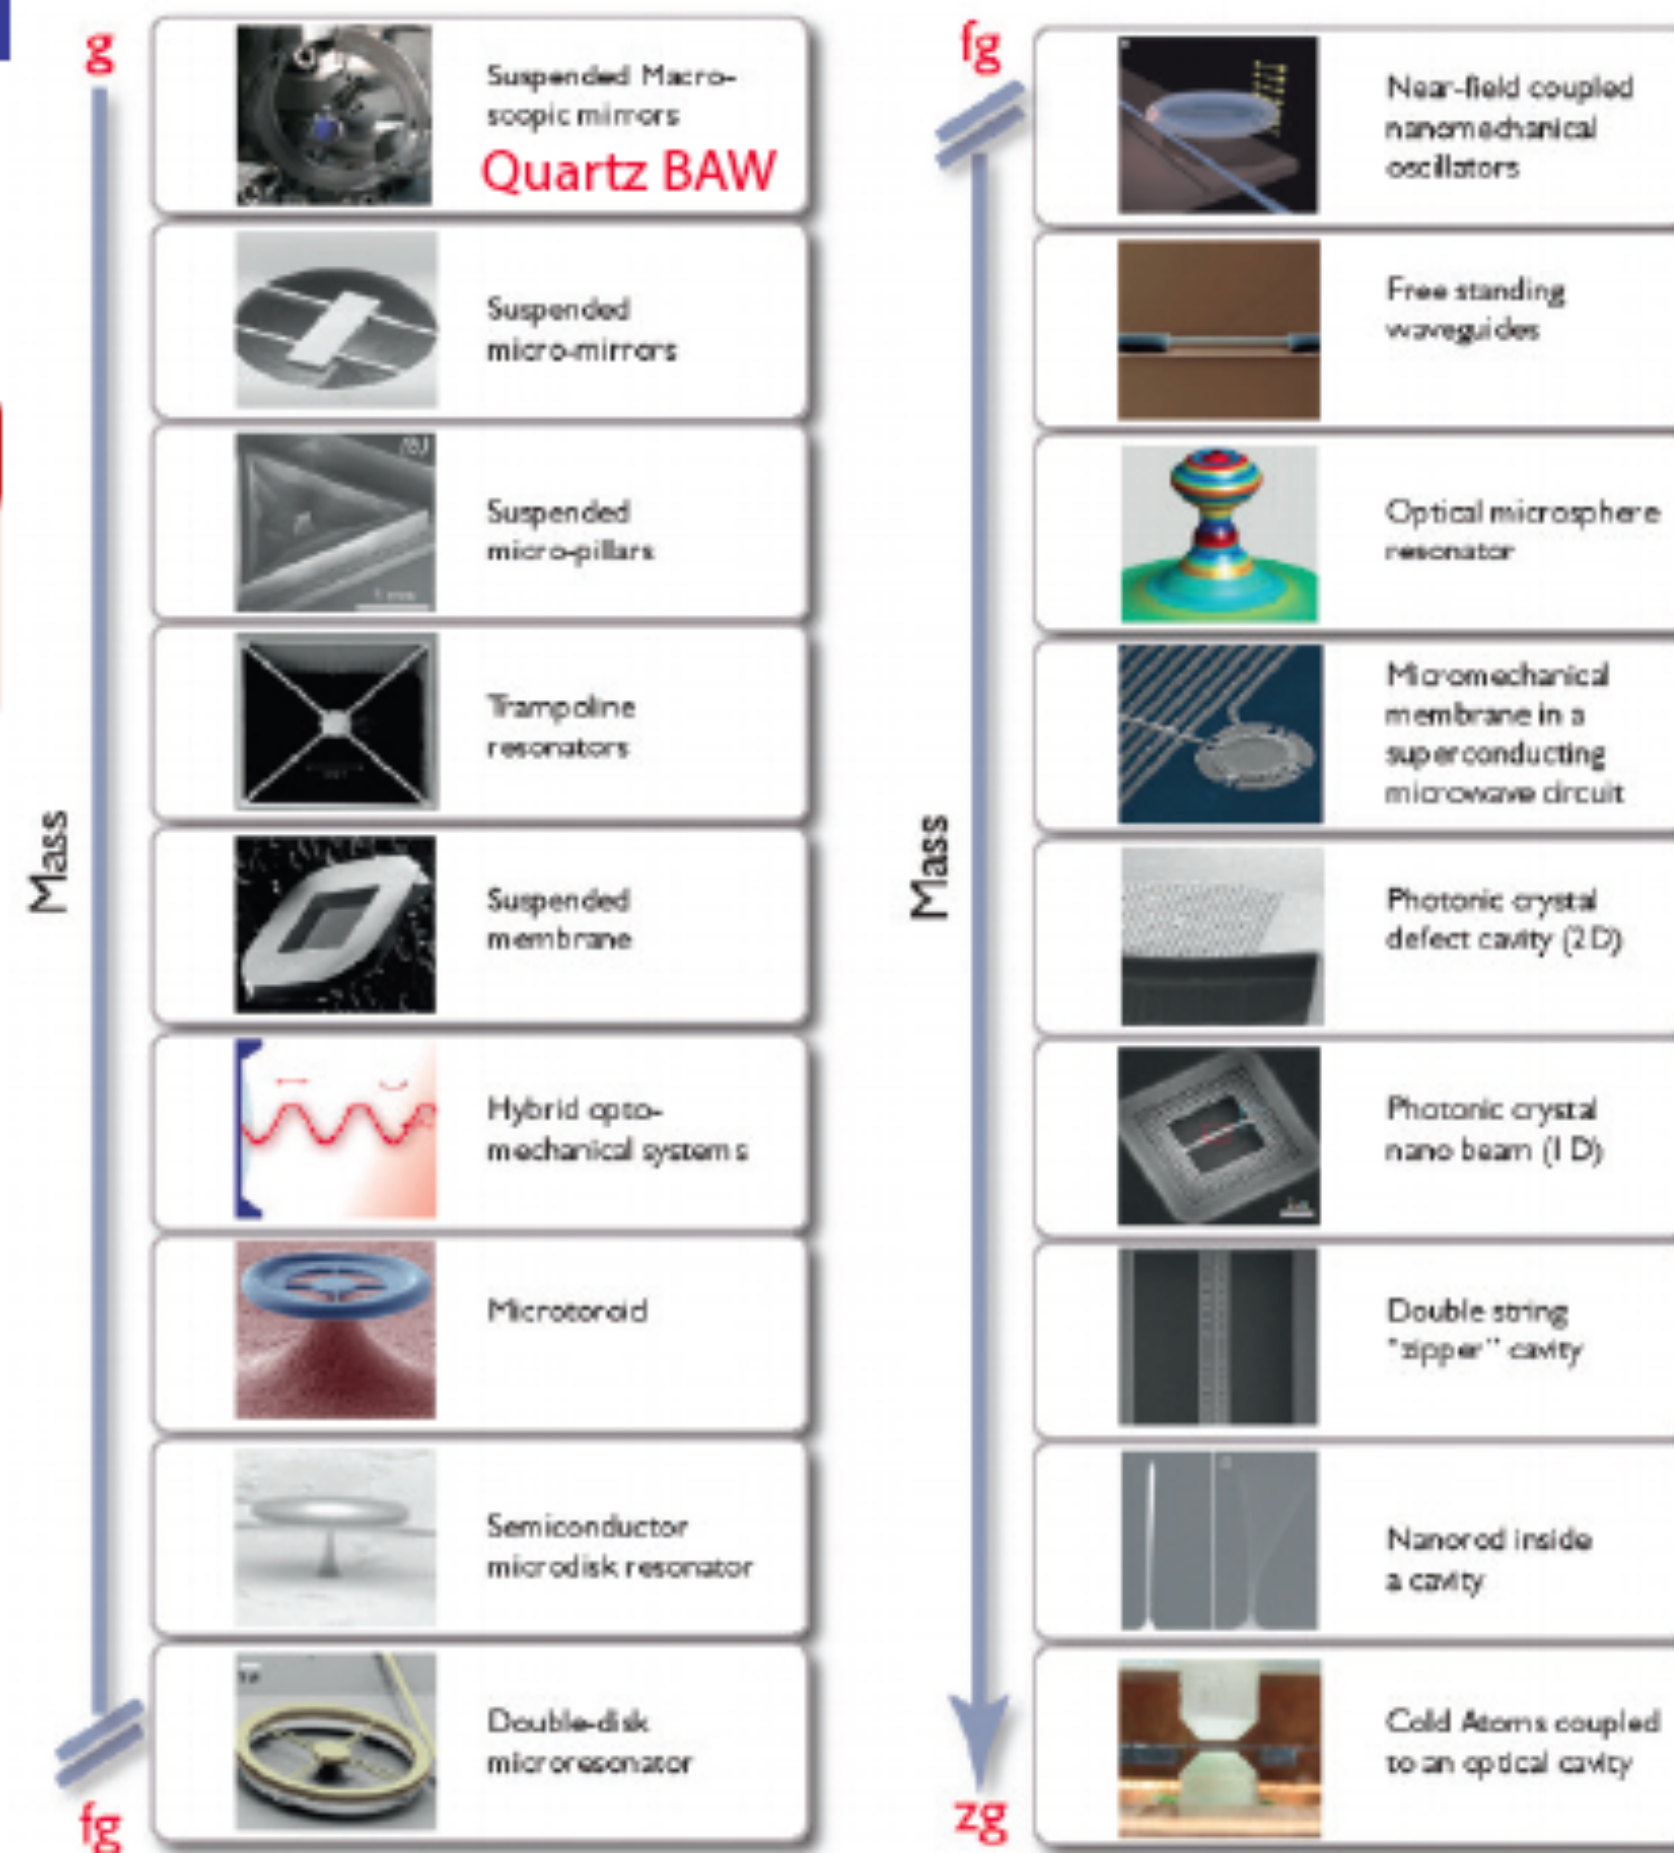 g
Suspended Macro-
scopic mirrors
Quartz BAW
Suspended
micro-mirrors
Suspended
micro-pillars
Trampoline
resonators
Suspended
membrane
Hybrid opto-
mechanical systems
Microtoroid
Semiconductor
microdisk resonator
Double-disk
microresonator
Mass
fg
fg
Near-field coupled
nanomechanical
oscillators
Free standing
waveguides
Optical microsphere
resonator
Micromechanical
membrane in a
superconducting
microwave circuit
Photonic crystal
defect cavity (2D)
Photonic crystal
nano beam (1D)
Double string
"zipper" cavity
Nanorod inside
a cavity
Cold Atoms coupled
to an optical cavity
Mass
zg